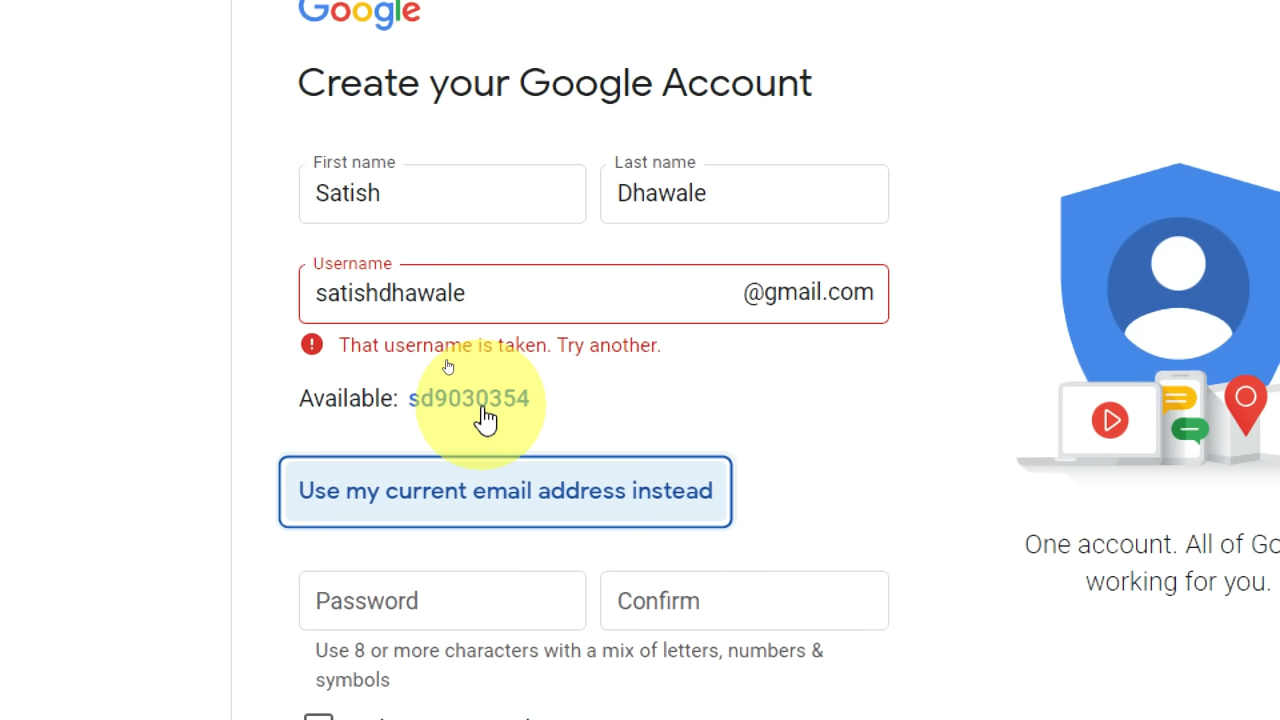 Google
Create your Google Account
First name
Last name
Satish
Dhawale
Username
satishdhawale
@gmail.com
That username is taken. Try another.
Available: sd9030354
Use my current email address instead
Password
Confirm
Use 8 or more characters with a mix of letters, numbers &
symbols
One account. All of
working for you.